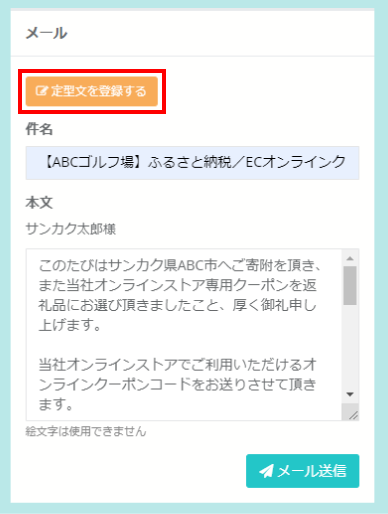 メール
定型文を登録する
件名
【ABCゴルフ場】ふるさと納税／ECオンラインク
本文
サンカク太郎様
このたびはサンカク県ABC市へご寄附を頂き、
また当社オンラインストア専用クーポンを返
礼品にお選び頂きましたこと、厚く御礼申し
上げます。
当社オンラインストアでご利用いただけるオ
ンラインクーポンコードをお送りさせて頂き
ます。
絵文字は使用できません
メール送信